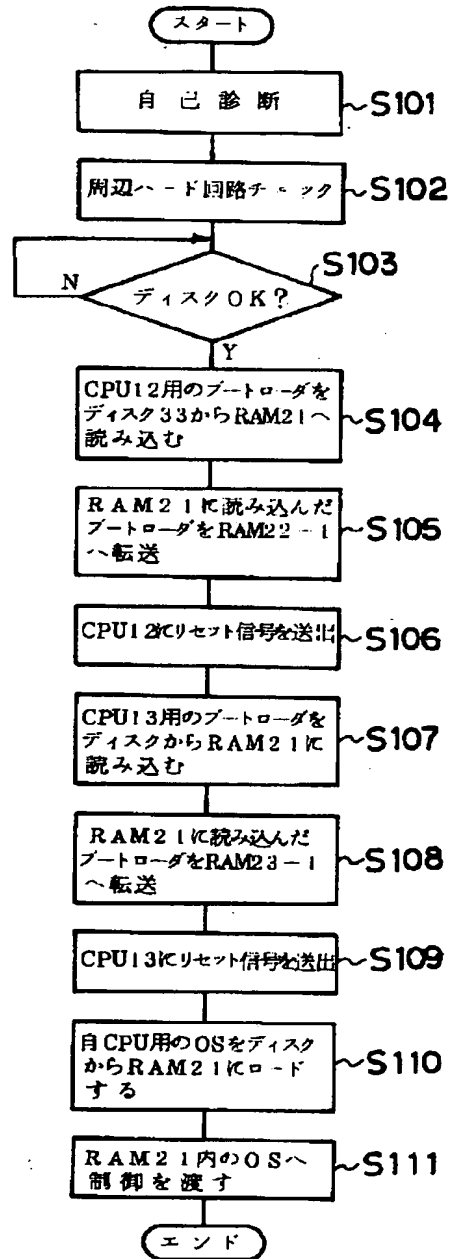 スタート
自己診断 S101
周辺ハード回路チェック S102
S103
N ディスクOK?
Y
CPU12用のブートローダを
ディスク33からRAM21へ S104
読み込む
RAM21に読み込んだ
ブートローダをRAM22-1 S105
へ転送
CPU12にリセット信号を送出 S106
CPU13用のブートローダを
ディスクからRAM21に S107
読み込む
RAM21に読み込んだ
ブートローダをRAM23-1 S108
へ転送
CPU13にリセット信号を送出 S109
自CPU用のOSをディスク
からRAM21にロード S110
する
RAM21内のOSへ S111
制御を渡す
エンド